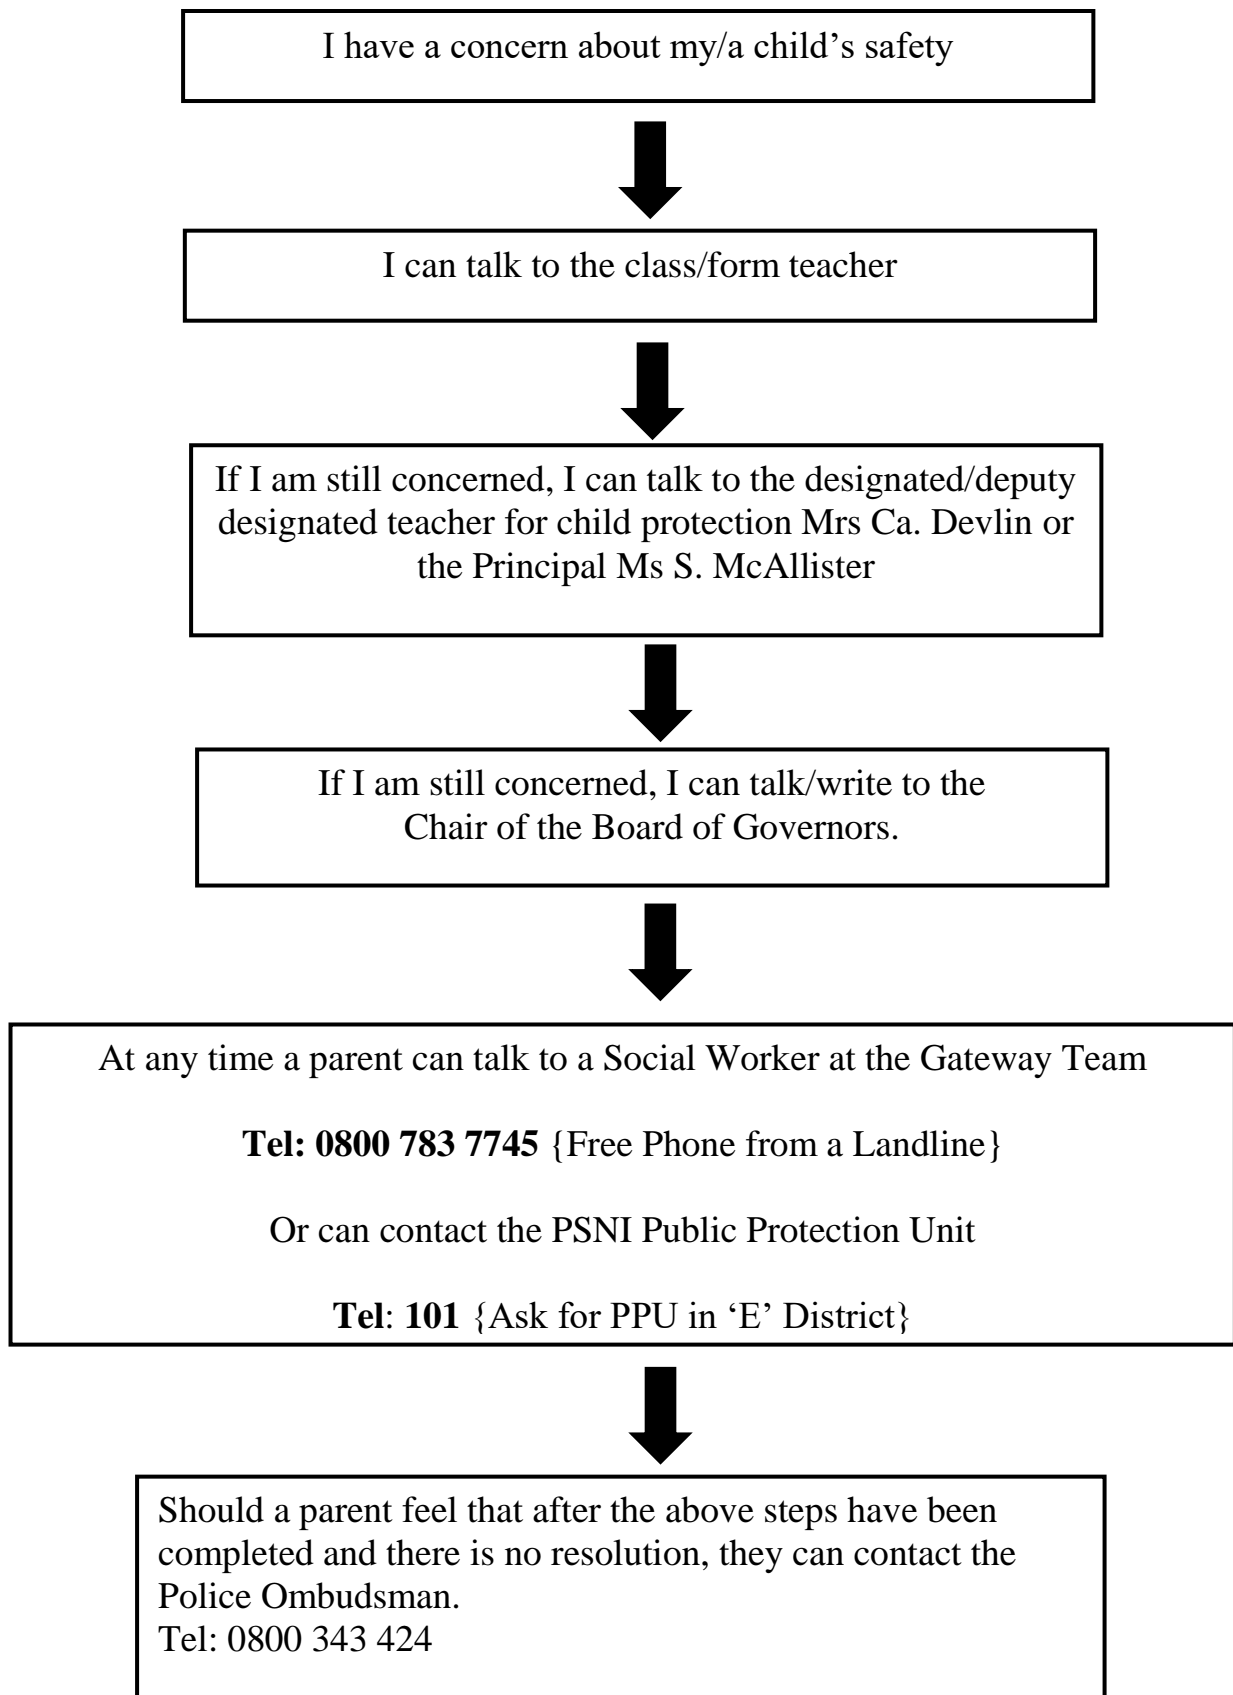 I have a concern about my/a child’s safety
I can talk to the class/form teacher
If I am still concerned, I can talk to the designated/deputy
designated teacher for child protection Mrs Ca. Devlin or
the Principal Ms S. McAllister
If I am still concerned, I can talk/write to the
Chair of the Board of Governors.
At any time a parent can talk to a Social Worker at the Gateway Team
Tel: 0800 783 7745 {Free Phone from a Landline}
Or can contact the PSNI Public Protection Unit
Tel: 101 {Ask for PPU in ‘E’ District}
Should a parent feel that after the above steps have been
completed and there is no resolution, they can contact the
Police Ombudsman.
Tel: 0800 343 424